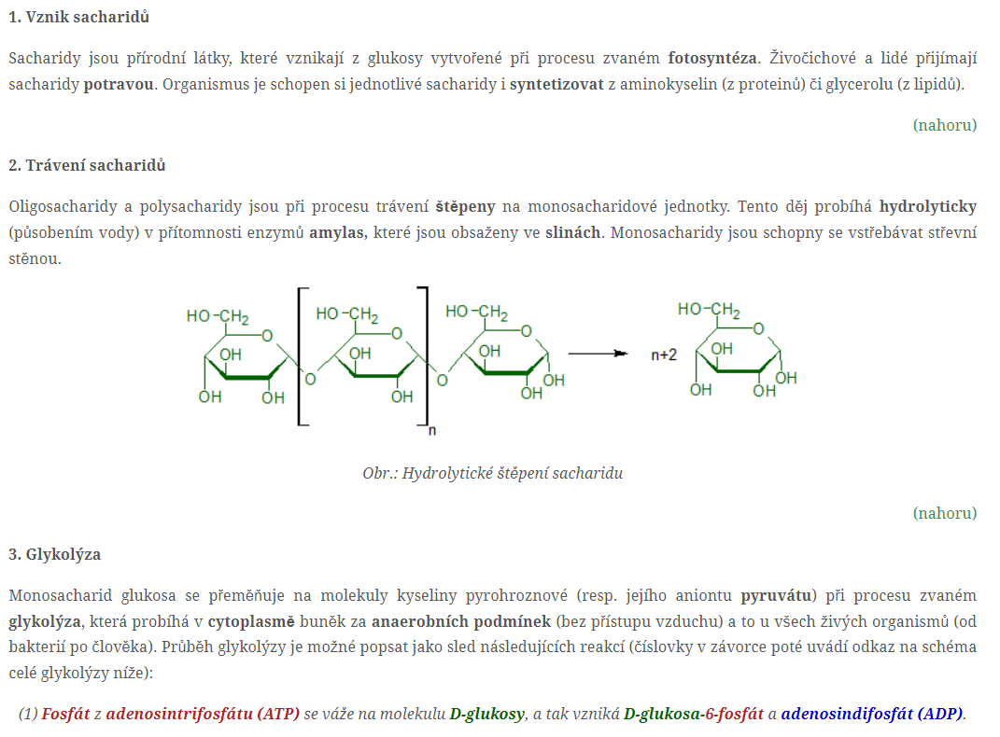 1. Vznik sacharidů
Sacharidy jsou přírodní látky, které vznikají z glukosy vytvořené při procesu zvaném fotosyntéza. Živočichové a lidé přijímají
sacharidy potravou. Organismus je schopen si jednotlivé sacharidy i syntetizovat z aminokyselin (z proteinů) či glycerolu (z lipidů).
(nahoru)
2. Trávení sacharidů
Oligosacharidy a polysacharidy jsou při procesu trávení štěpeny na monosacharidové jednotky. Tento děj probíhá hydrolyticky
(působením vody) v přítomnosti enzymů amylas, které jsou obsaženy ve slinách. Monosacharidy jsou schopny se vstřebávat střevní
stěnou.
HO-CH2 HO-CH2 HO-CH2 HO-CH2
O O O O
OH OH OH n+2 OH
O O OH OH
OH OH OH OH OH OH
n
Obr.: Hydrolytické štěpení sacharidu
(nahoru)
3. Glykolýza
Monosacharid glukosa se přeměňuje na molekuly kyseliny pyrohroznové (resp. jejího aniontu pyruvátu) při procesu zvaném
glykolýza, která probíhá v cytoplasmě buněk za anaerobních podmínek (bez přístupu vzduchu) a to u všech živých organismů (od
bakterií po člověka). Průběh glykolýzy je možné popsat jako sled následujících reakcí (číslovky v závorce poté uvádí odkaz na schéma
celé glykolýzy níže):
(1) Fosfát z adenosintrifosfátu (ATP) se váže na molekulu D-glukosy, a tak vzniká D-glukosa-6-fosfát a adenosindifosfát (ADP).